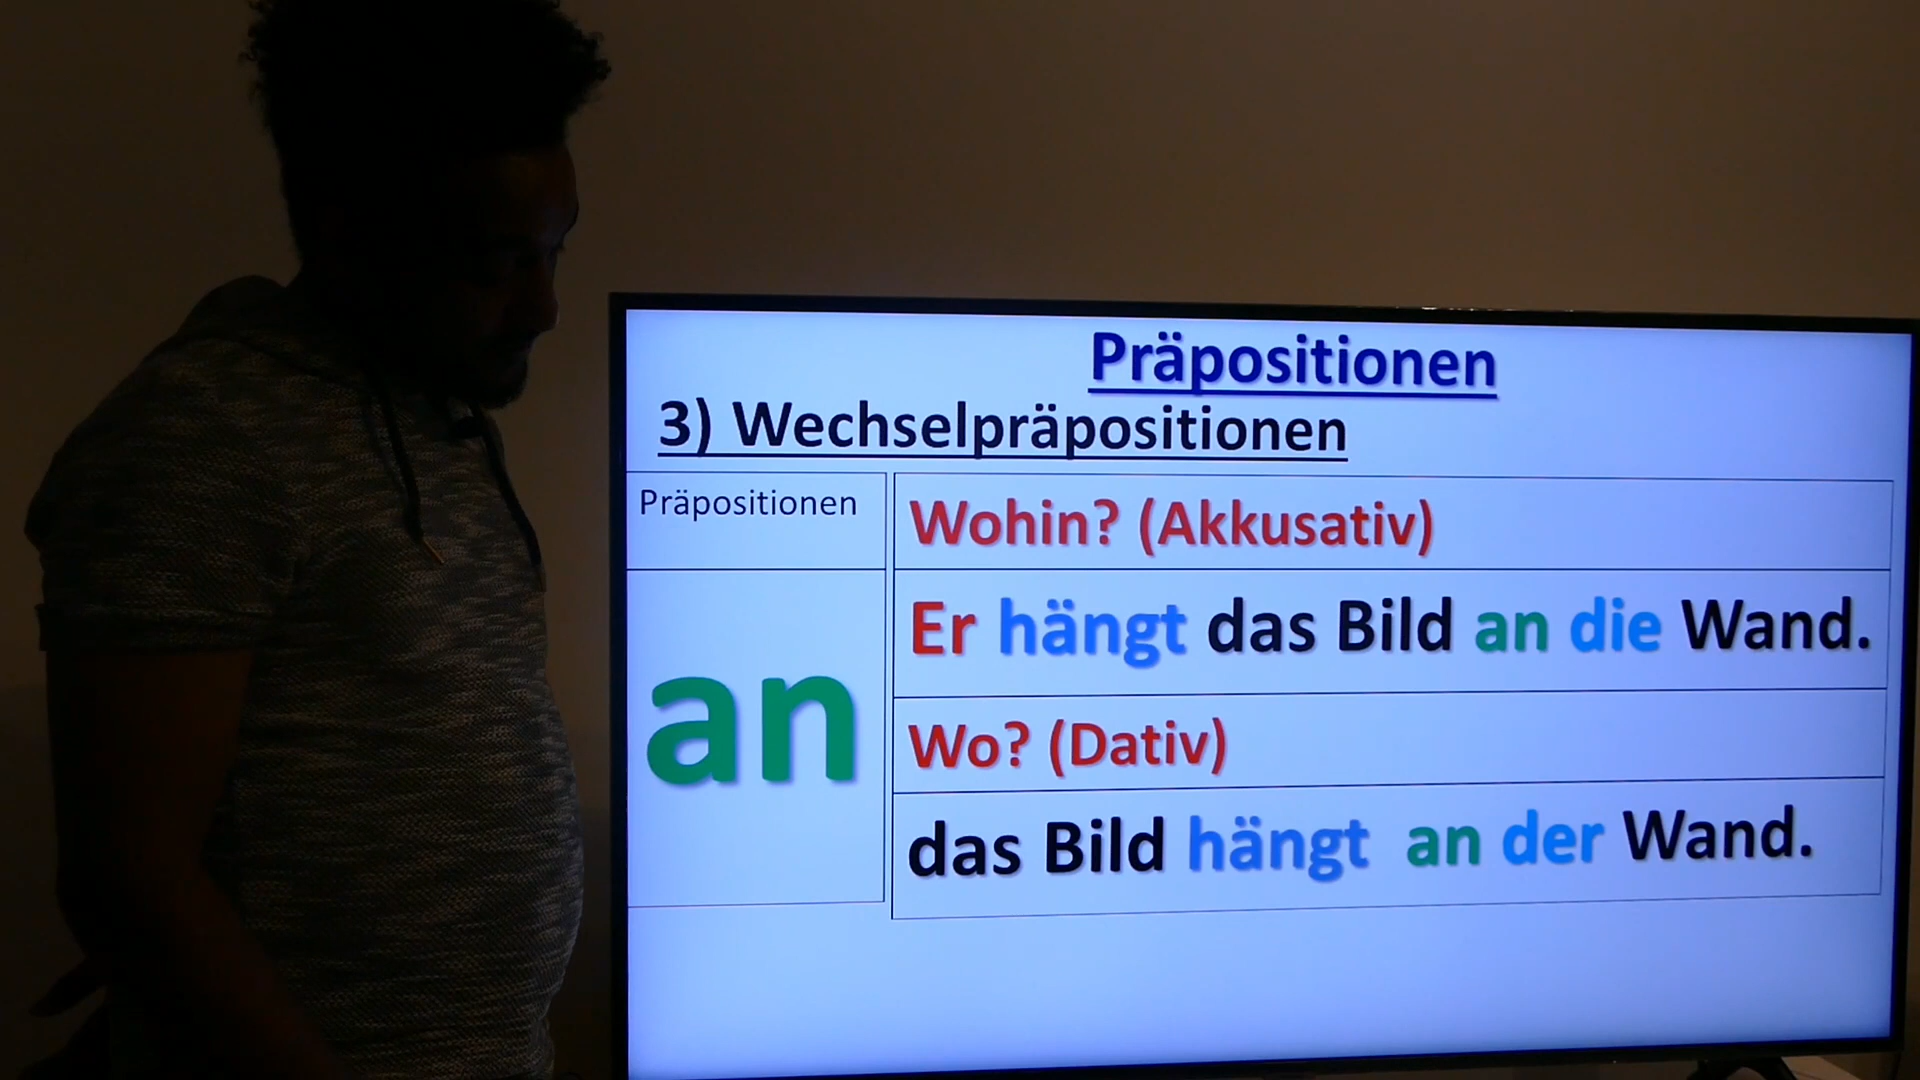 Präpositionen
3) Wechselpräpositionen
Präpositionen
Wohin? (Akkusativ)
Er hängt das Bild an die Wand.
an
Wo? (Dativ)
das Bild hängt an der Wand.